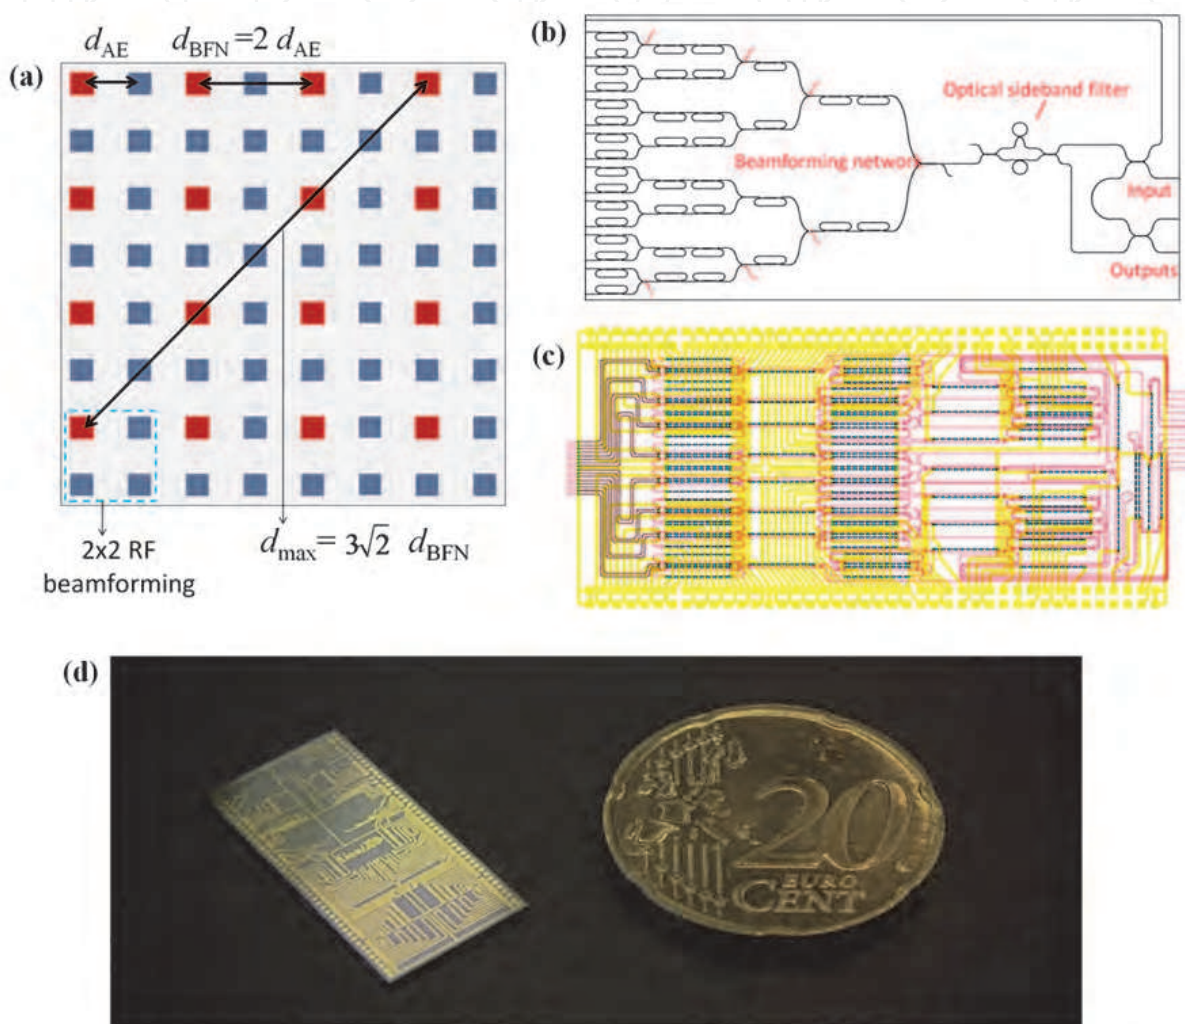 (a)
d_AE
d_BFN =2 d_AE
2x2 RF
beamforming
d_max= 3√2 d_BFN
(b)
Optical sideband filter
Beamforming network
Input
Outputs
(c)
(d)
20
EURO
CENT